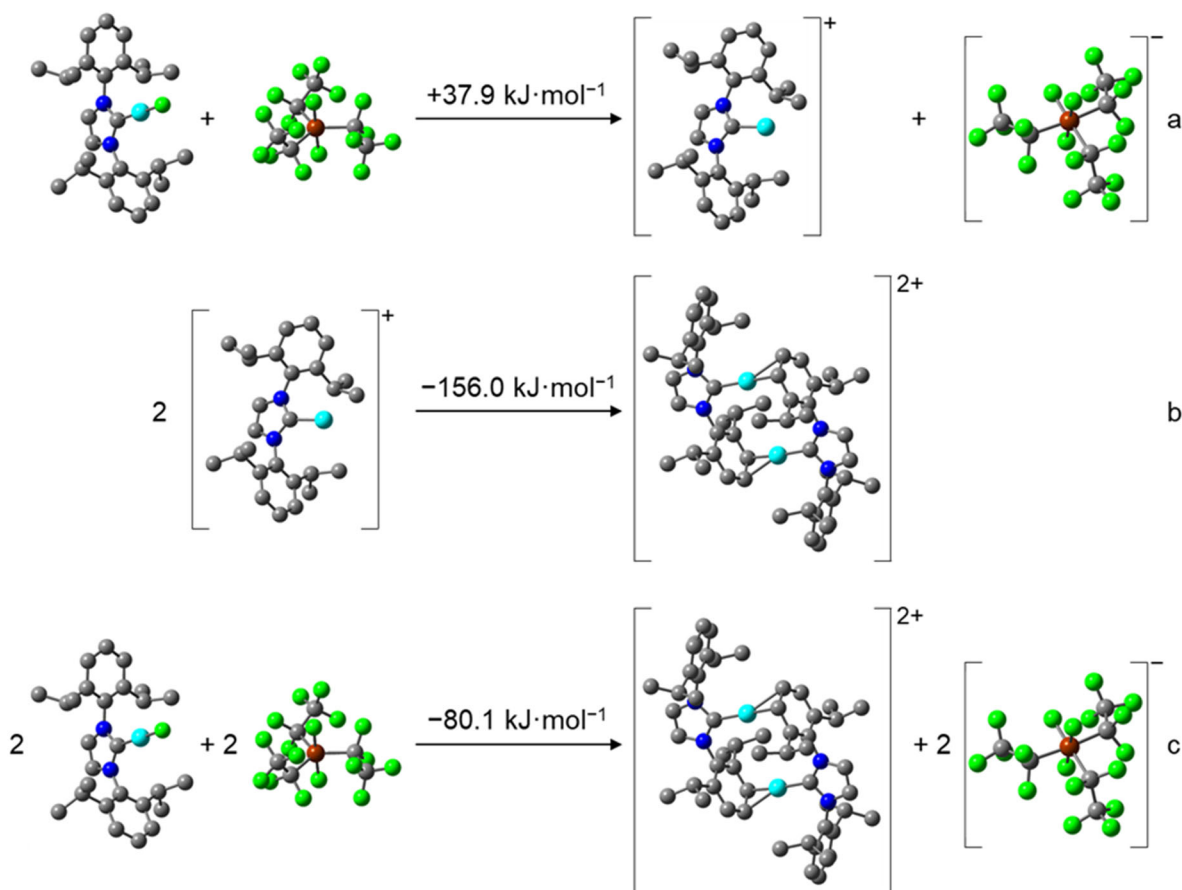 + +37.9 kJ·mol⁻¹ + + − a
2 + −156.0 kJ·mol⁻¹ 2+ b
2 + 2 −80.1 kJ·mol⁻¹ 2+ + 2 − c